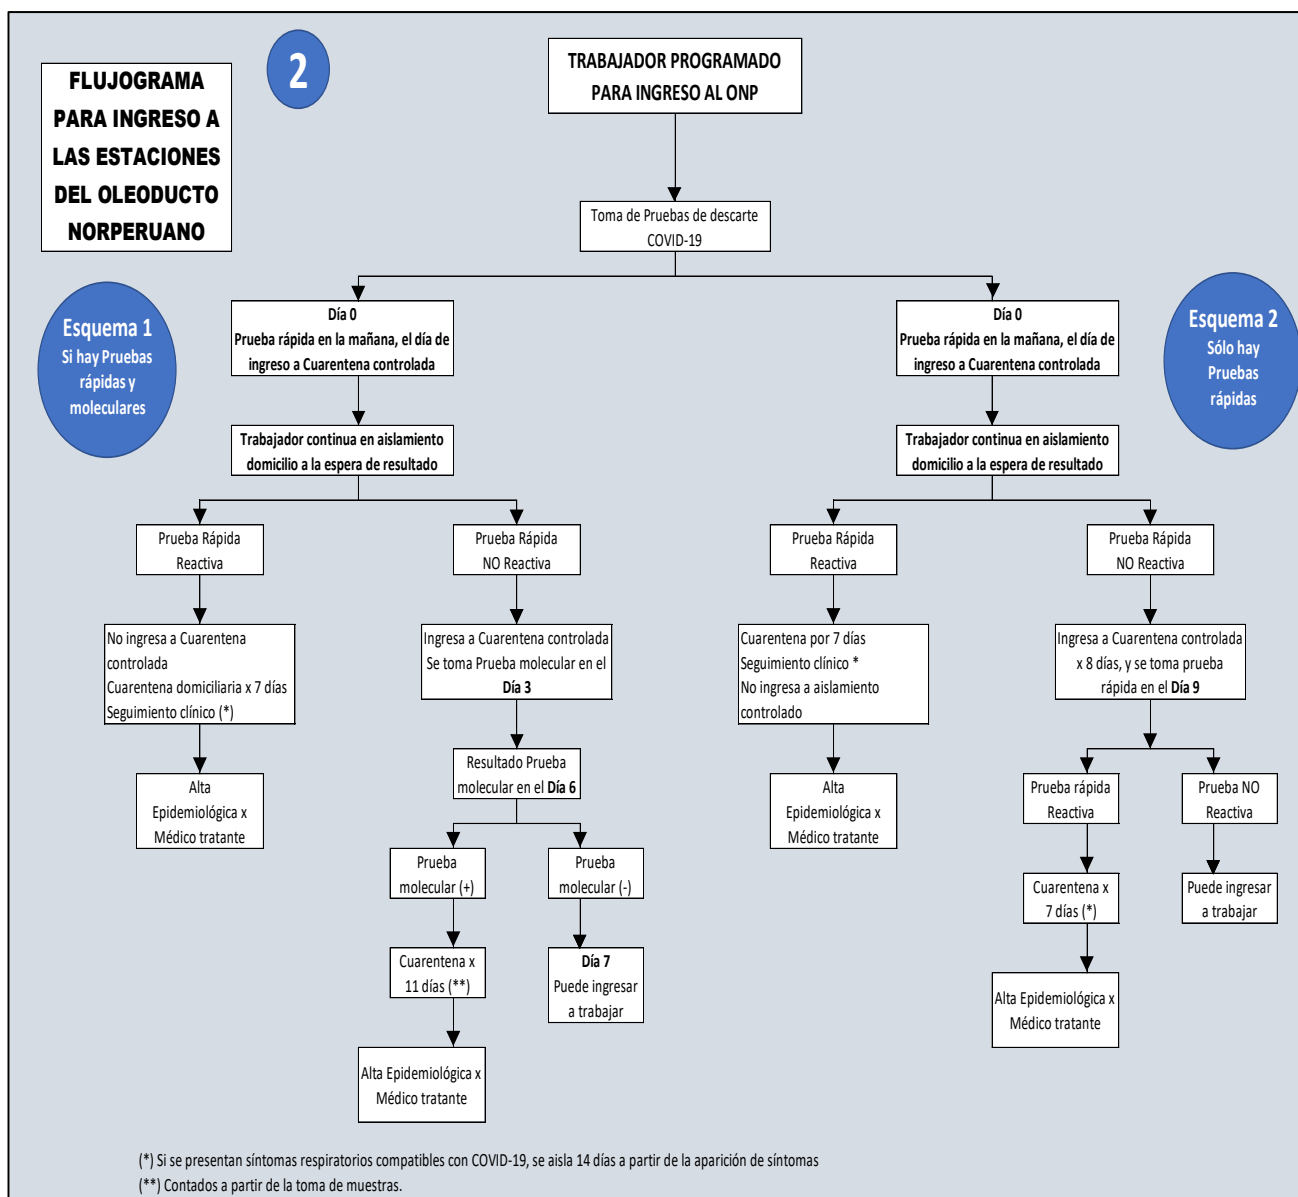 FLUJOGRAMA
PARA INGRESO A
LAS ESTACIONES
DEL OLEODUCTO
NORPERUANO
2
TRABAJADOR PROGRAMADO
PARA INGRESO AL ONP
Toma de Pruebas de descarte
COVID-19
Esquema 1
Si hay Pruebas
rápidas y
moleculares
Día 0
Prueba rápida en la mañana, el día de
ingreso a Cuarentena controlada
Trabajador continua en aislamiento
domicilio a la espera de resultado
Prueba Rápida
Reactiva
No ingresa a Cuarentena
controlada
Cuarentena domiciliaria x 7 días
Seguimiento clínico (*)
Alta
Epidemiológica x
Médico tratante
Prueba Rápida
NO Reactiva
Ingresa a Cuarentena controlada
Se toma Prueba molecular en el
Día 3
Resultado Prueba
molecular en el Día 6
Prueba
molecular (+)
Cuarentena x
11 días (**)
Alta Epidemiológica x
Médico tratante
Prueba
molecular (-)
Día 7
Puede ingresar
a trabajar
Esquema 2
Sólo hay
Pruebas
rápidas
Día 0
Prueba rápida en la mañana, el día de
ingreso a Cuarentena controlada
Trabajador continua en aislamiento
domicilio a la espera de resultado
Prueba Rápida
Reactiva
Cuarentena por 7 días
Seguimiento clínico *
No ingresa a aislamiento
controlado
Alta
Epidemiológica x
Médico tratante
Prueba Rápida
NO Reactiva
Ingresa a Cuarentena controlada
x 8 días, y se toma prueba
rápida en el Día 9
Prueba rápida
Reactiva
Cuarentena x
7 días (*)
Alta Epidemiológica x
Médico tratante
Prueba NO
Reactiva
Puede ingresar
a trabajar
(*) Si se presentan síntomas respiratorios compatibles con COVID-19, se aisla 14 días a partir de la aparición de síntomas
(**) Contados a partir de la toma de muestras.